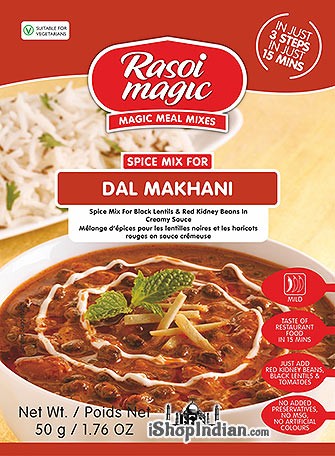 SUITABLE FOR
VEGETARIANS
IN JUST
3 STEPS
IN JUST
15 MINS
Rasoi
magic
MAGIC MEAL MIXES
SPICE MIX FOR
DAL MAKHANI
Spice Mix For Black Lentils & Red Kidney Beans In
Creamy Sauce
Mélange d'épices pour les lentilles noires et les haricots
rouges en sauce crémeuse
MILD
TASTE OF
RESTAURANT
FOOD
IN 15 MINS
JUST ADD
RED KIDNEY BEANS,
BLACK LENTILS &
TOMATOES
NO ADDED
PRESERVATIVES,
NO MSG,
NO ARTIFICIAL
COLOURS
Net Wt. / Poids Net
50 g / 1.76 OZ
iShopIndian.com